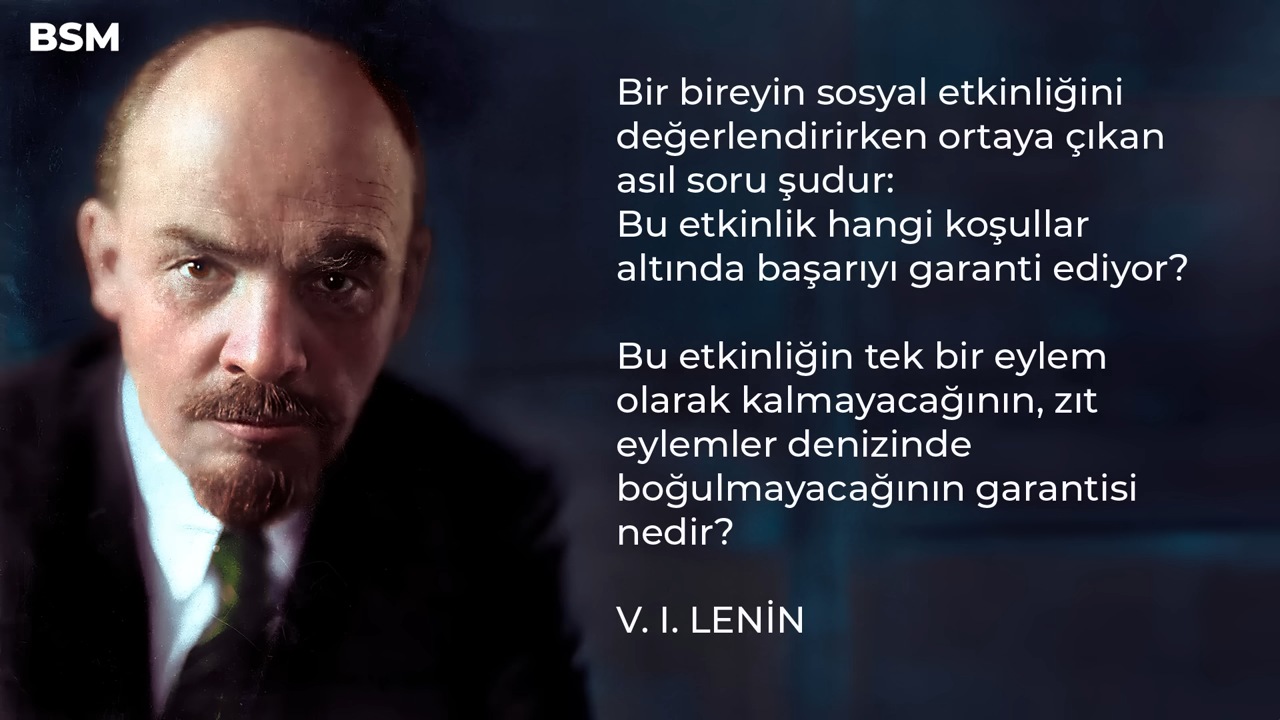 BSM
Bir bireyin sosyal etkinliğini
değerlendirirken ortaya çıkan
asıl soru şudur:
Bu etkinlik hangi koşullar
altında başarıyı garanti ediyor?
Bu etkinliğin tek bir eylem
olarak kalmayacağının, zıt
eylemler denizinde
boğulmayacağının garantisi
nedir?
V. I. LENİN